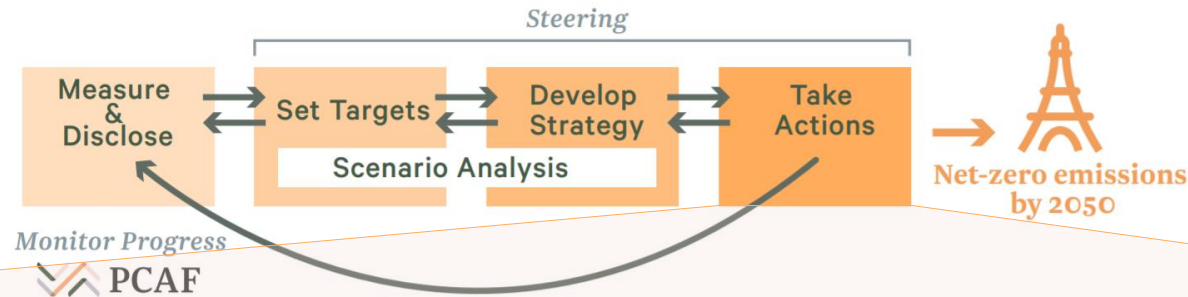 Steering
Measure
&
Disclose
Set Targets
Develop
Strategy
Take
Actions
Scenario Analysis
Net-zero emissions
by 2050
Monitor Progress
PCAF